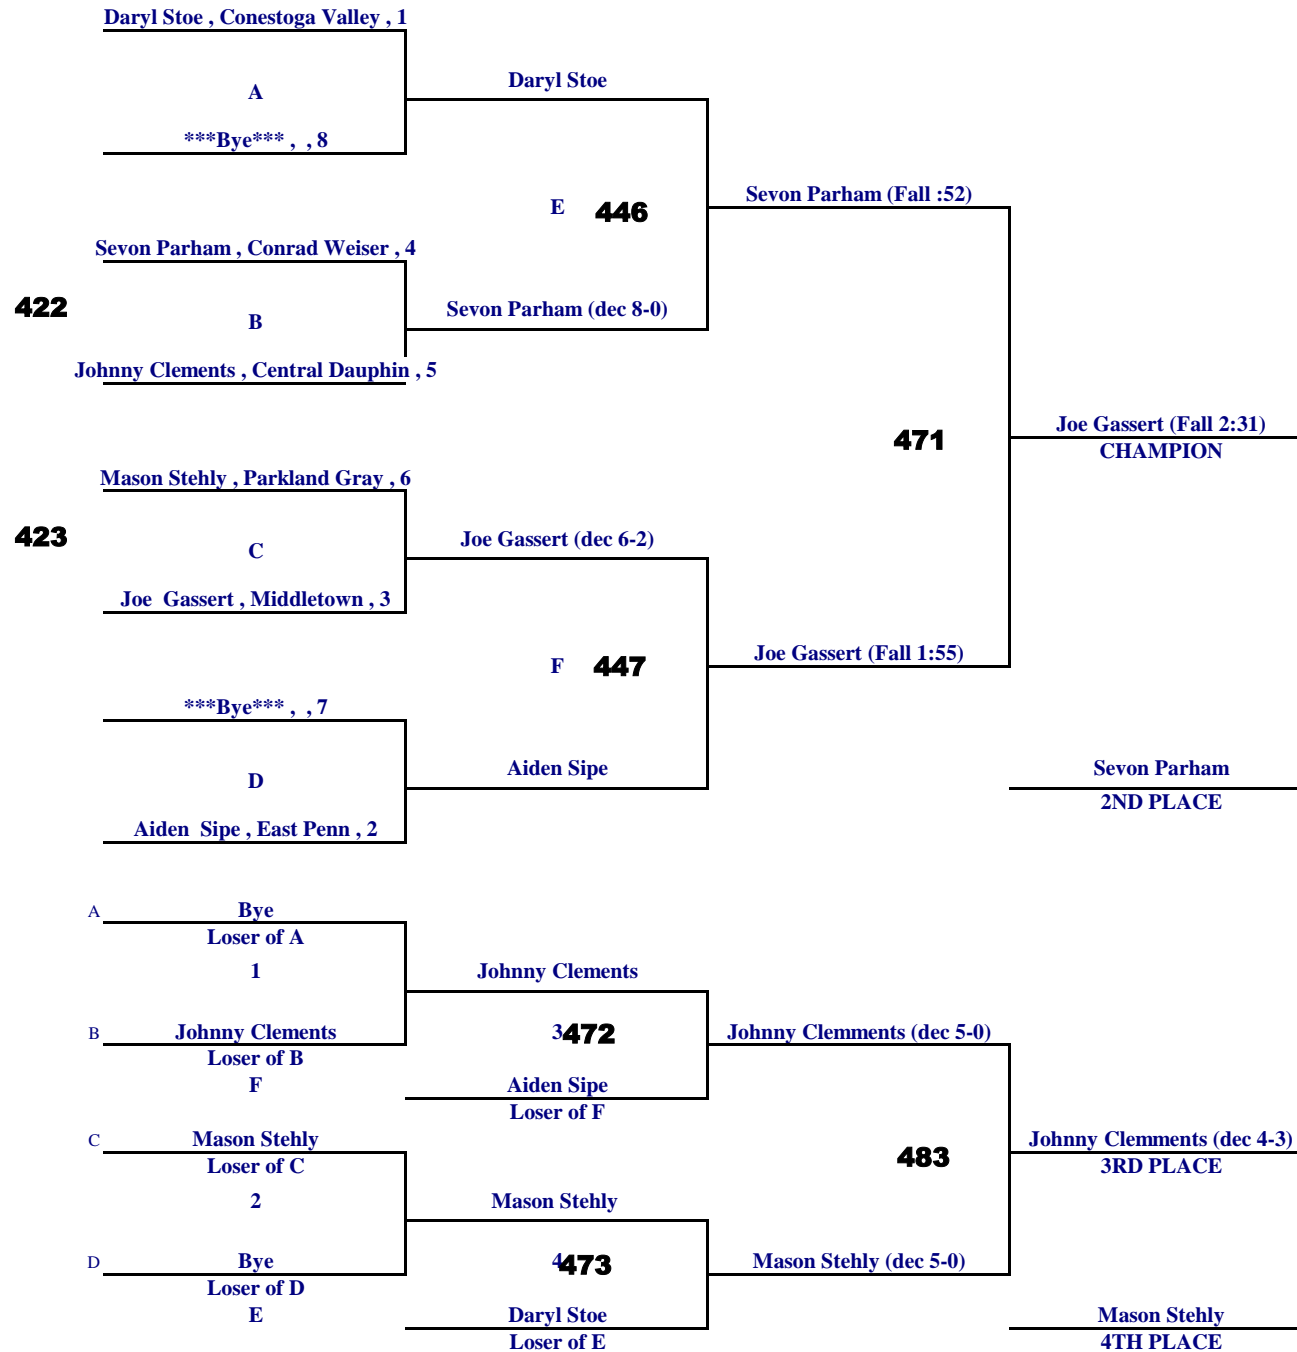 Daryl Stoe , Conestoga Valley , 1
A
Daryl Stoe
***Bye*** , , 8
E 446
Sevon Parham (Fall :52)
Sevon Parham , Conrad Weiser , 4
422
B
Sevon Parham (dec 8-0)
Johnny Clements , Central Dauphin , 5
471
Joe Gassert (Fall 2:31)
CHAMPION
Mason Stehly , Parkland Gray , 6
423
C
Joe Gassert (dec 6-2)
Joe  Gassert , Middletown , 3
F 447
Joe Gassert (Fall 1:55)
***Bye*** , , 7
D
Aiden Sipe
Sevon Parham
2ND PLACE
Aiden  Sipe , East Penn , 2
A Bye
Loser of A
1
Johnny Clements
B Johnny Clements
Loser of B
3 472
Johnny Clemments (dec 5-0)
F
Aiden Sipe
Loser of F
C Mason Stehly
Loser of C
483
Johnny Clemments (dec 4-3)
3RD PLACE
2
Mason Stehly
D Bye
Loser of D
4 473
Mason Stehly (dec 5-0)
E
Daryl Stoe
Loser of E
Mason Stehly
4TH PLACE